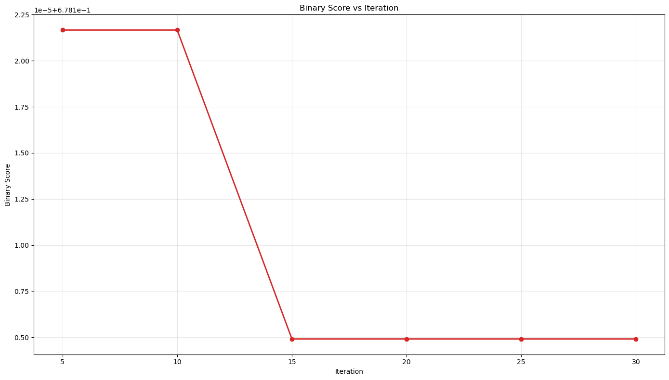 Binary Score vs Iteration
1e−5+6.781e−1
2.25
2.00
1.75
1.50
1.25
1.00
0.75
0.50
Binary Score
5 10 15 20 25 30
Iteration